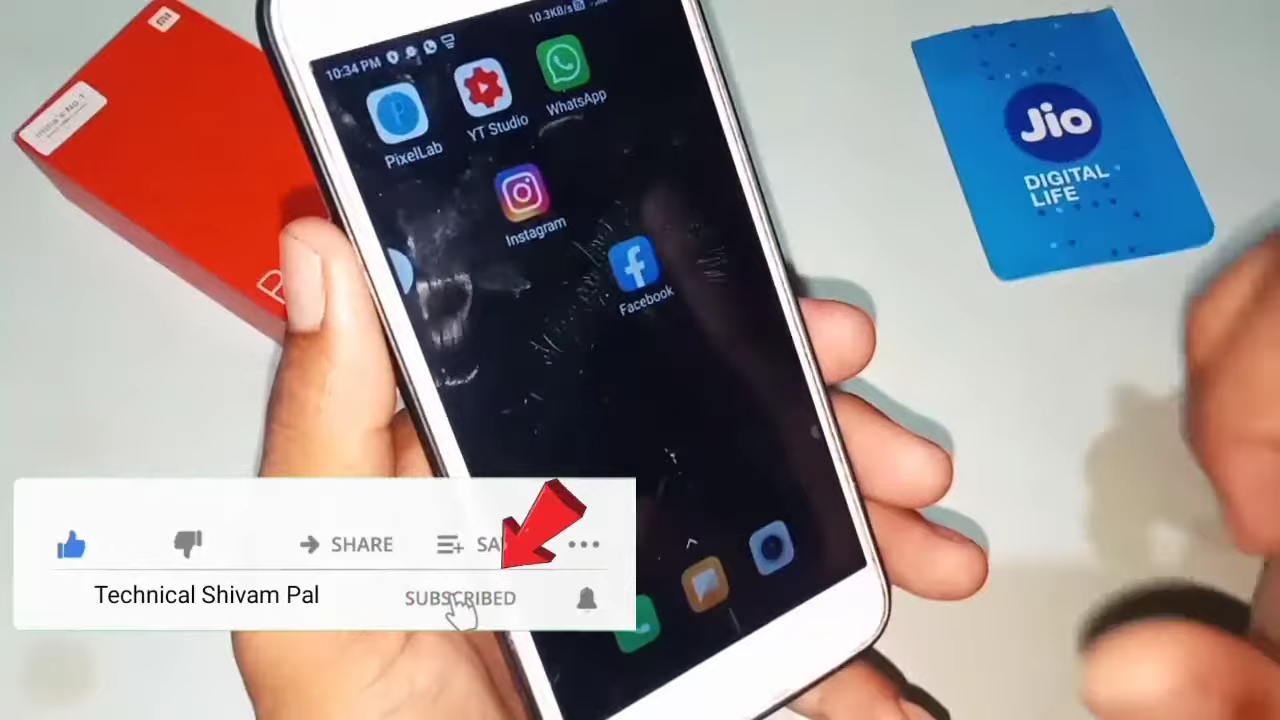 10:34 PM
10.3KB/s
PixelLab
YT Studio
WhatsApp
Instagram
Facebook
mi
Jio
DIGITAL
LIFE
SHARE
SA
Technical Shivam Pal
SUBSCRIBED